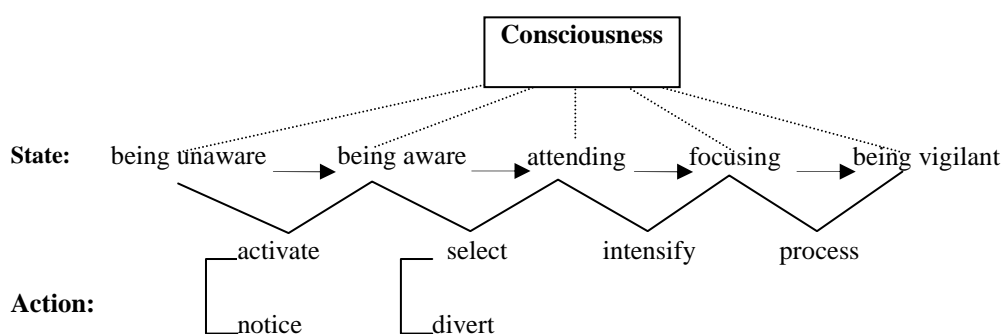 Consciousness
State: being unaware being aware attending focusing being vigilant
activate select intensify process
Action:
notice divert